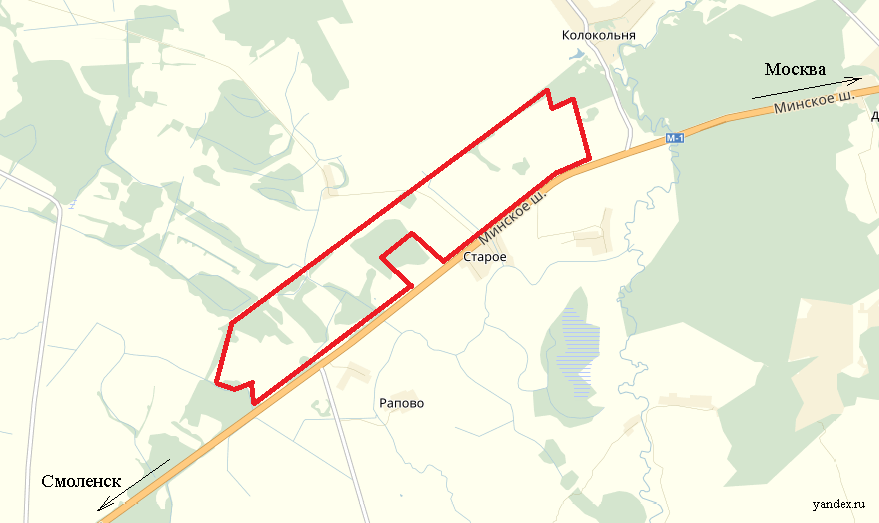 Колокольня
Москва
Минское ш.
д
М-1
Минское ш.
Старое
Рапово
Смоленск
yandex.ru